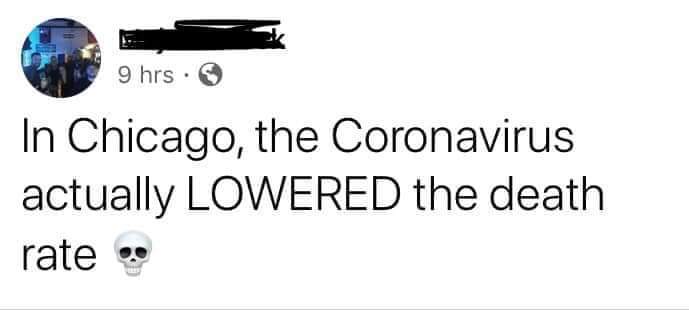 9 hrs ·
In Chicago, the Coronavirus
actually LOWERED the death
rate 💀